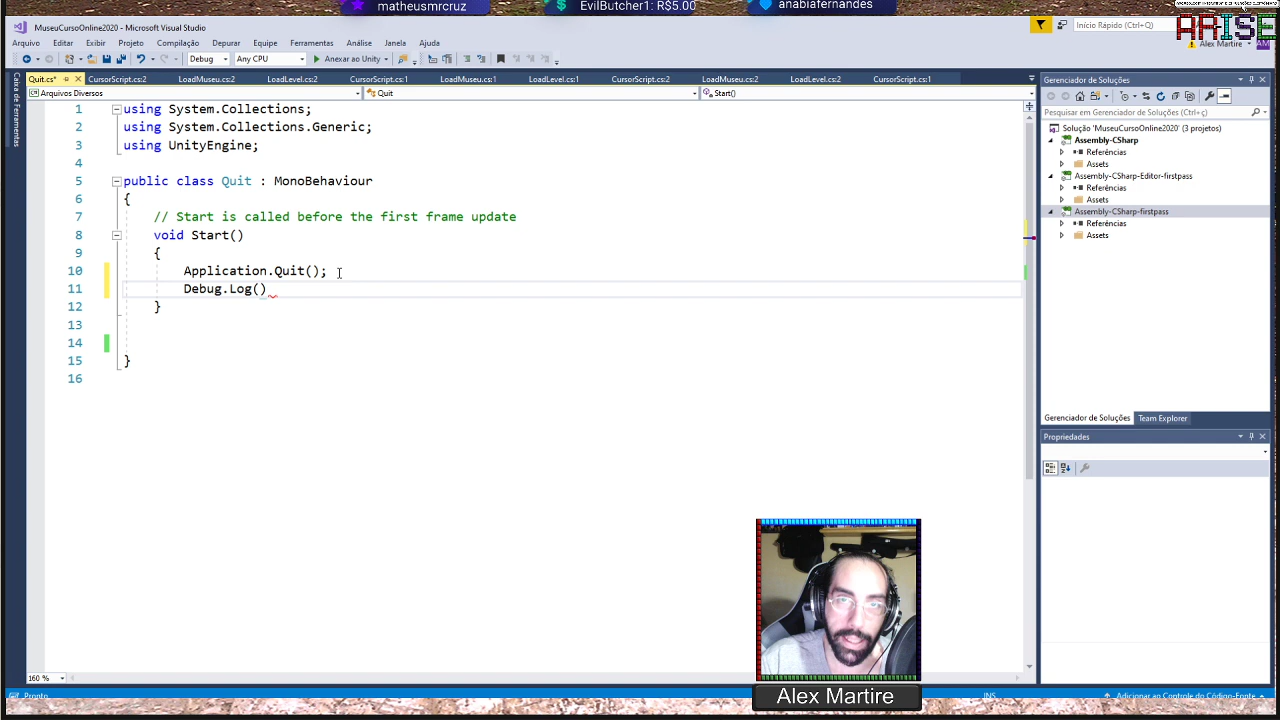 matheusmrcruz
EvilButcher1: R$5.00
anabiafernandes
MuseuCursoOnline2020 - Microsoft Visual Studio
Início Rápido (Ctrl+Q)
ARISE
Arquivo Editar Exibir Projeto Compilação Depurar Equipe Ferramentas Análise Janela Ajuda
Alex Martire AM
Debug Any CPU Anexar ao Unity
Caixa de Ferramentas
Quit.cs* CursorScript.cs:2 LoadMuseu.cs:2 LoadLevel.cs:2 CursorScript.cs:1 LoadMuseu.cs:1 LoadLevel.cs:1 CursorScript.cs:2 LoadMuseu.cs:2 LoadLevel.cs:2 CursorScript.cs:1
Arquivos Diversos Quit Start()
1 using System.Collections;
2 using System.Collections.Generic;
3 using UnityEngine;
4
5 public class Quit : MonoBehaviour
6 {
7 // Start is called before the first frame update
8 void Start()
9 {
10 Application.Quit();
11 Debug.Log()
12 }
13
14
15 }
16
Gerenciador de Soluções
Pesquisar em Gerenciador de Soluções (Ctrl+ç)
Solução 'MuseuCursoOnline2020' (3 projetos)
Assembly-CSharp
Referências
Assets
Assembly-CSharp-Editor-firstpass
Referências
Assets
Assembly-CSharp-firstpass
Referências
Assets
Gerenciador de Soluções Team Explorer
Propriedades
160 %
Pronto INS Adicionar ao Controle do Código-Fonte
Alex Martire